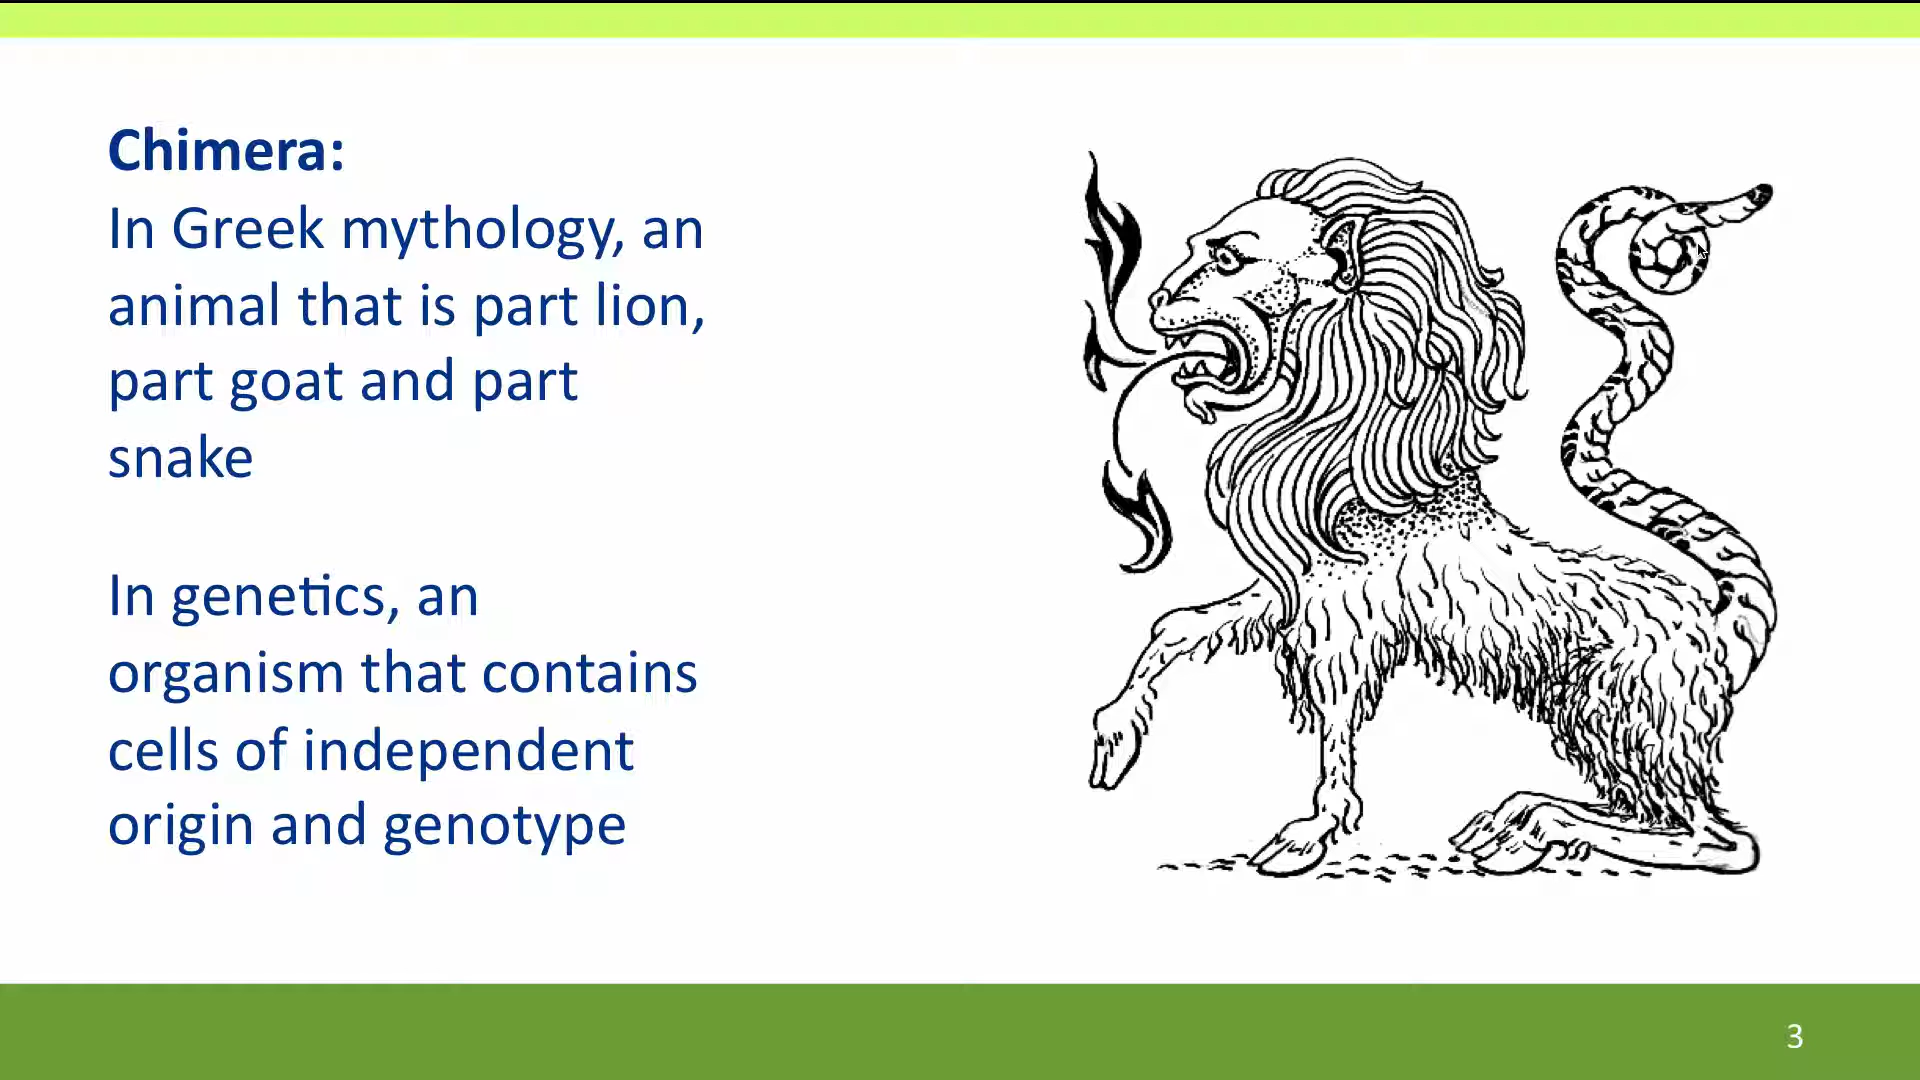 Chimera:
In Greek mythology, an
animal that is part lion,
part goat and part
snake
In genetics, an
organism that contains
cells of independent
origin and genotype
3